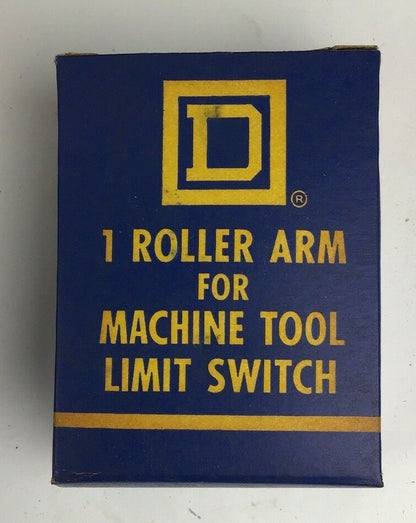 D
®
1 ROLLER ARM
FOR
MACHINE TOOL
LIMIT SWITCH